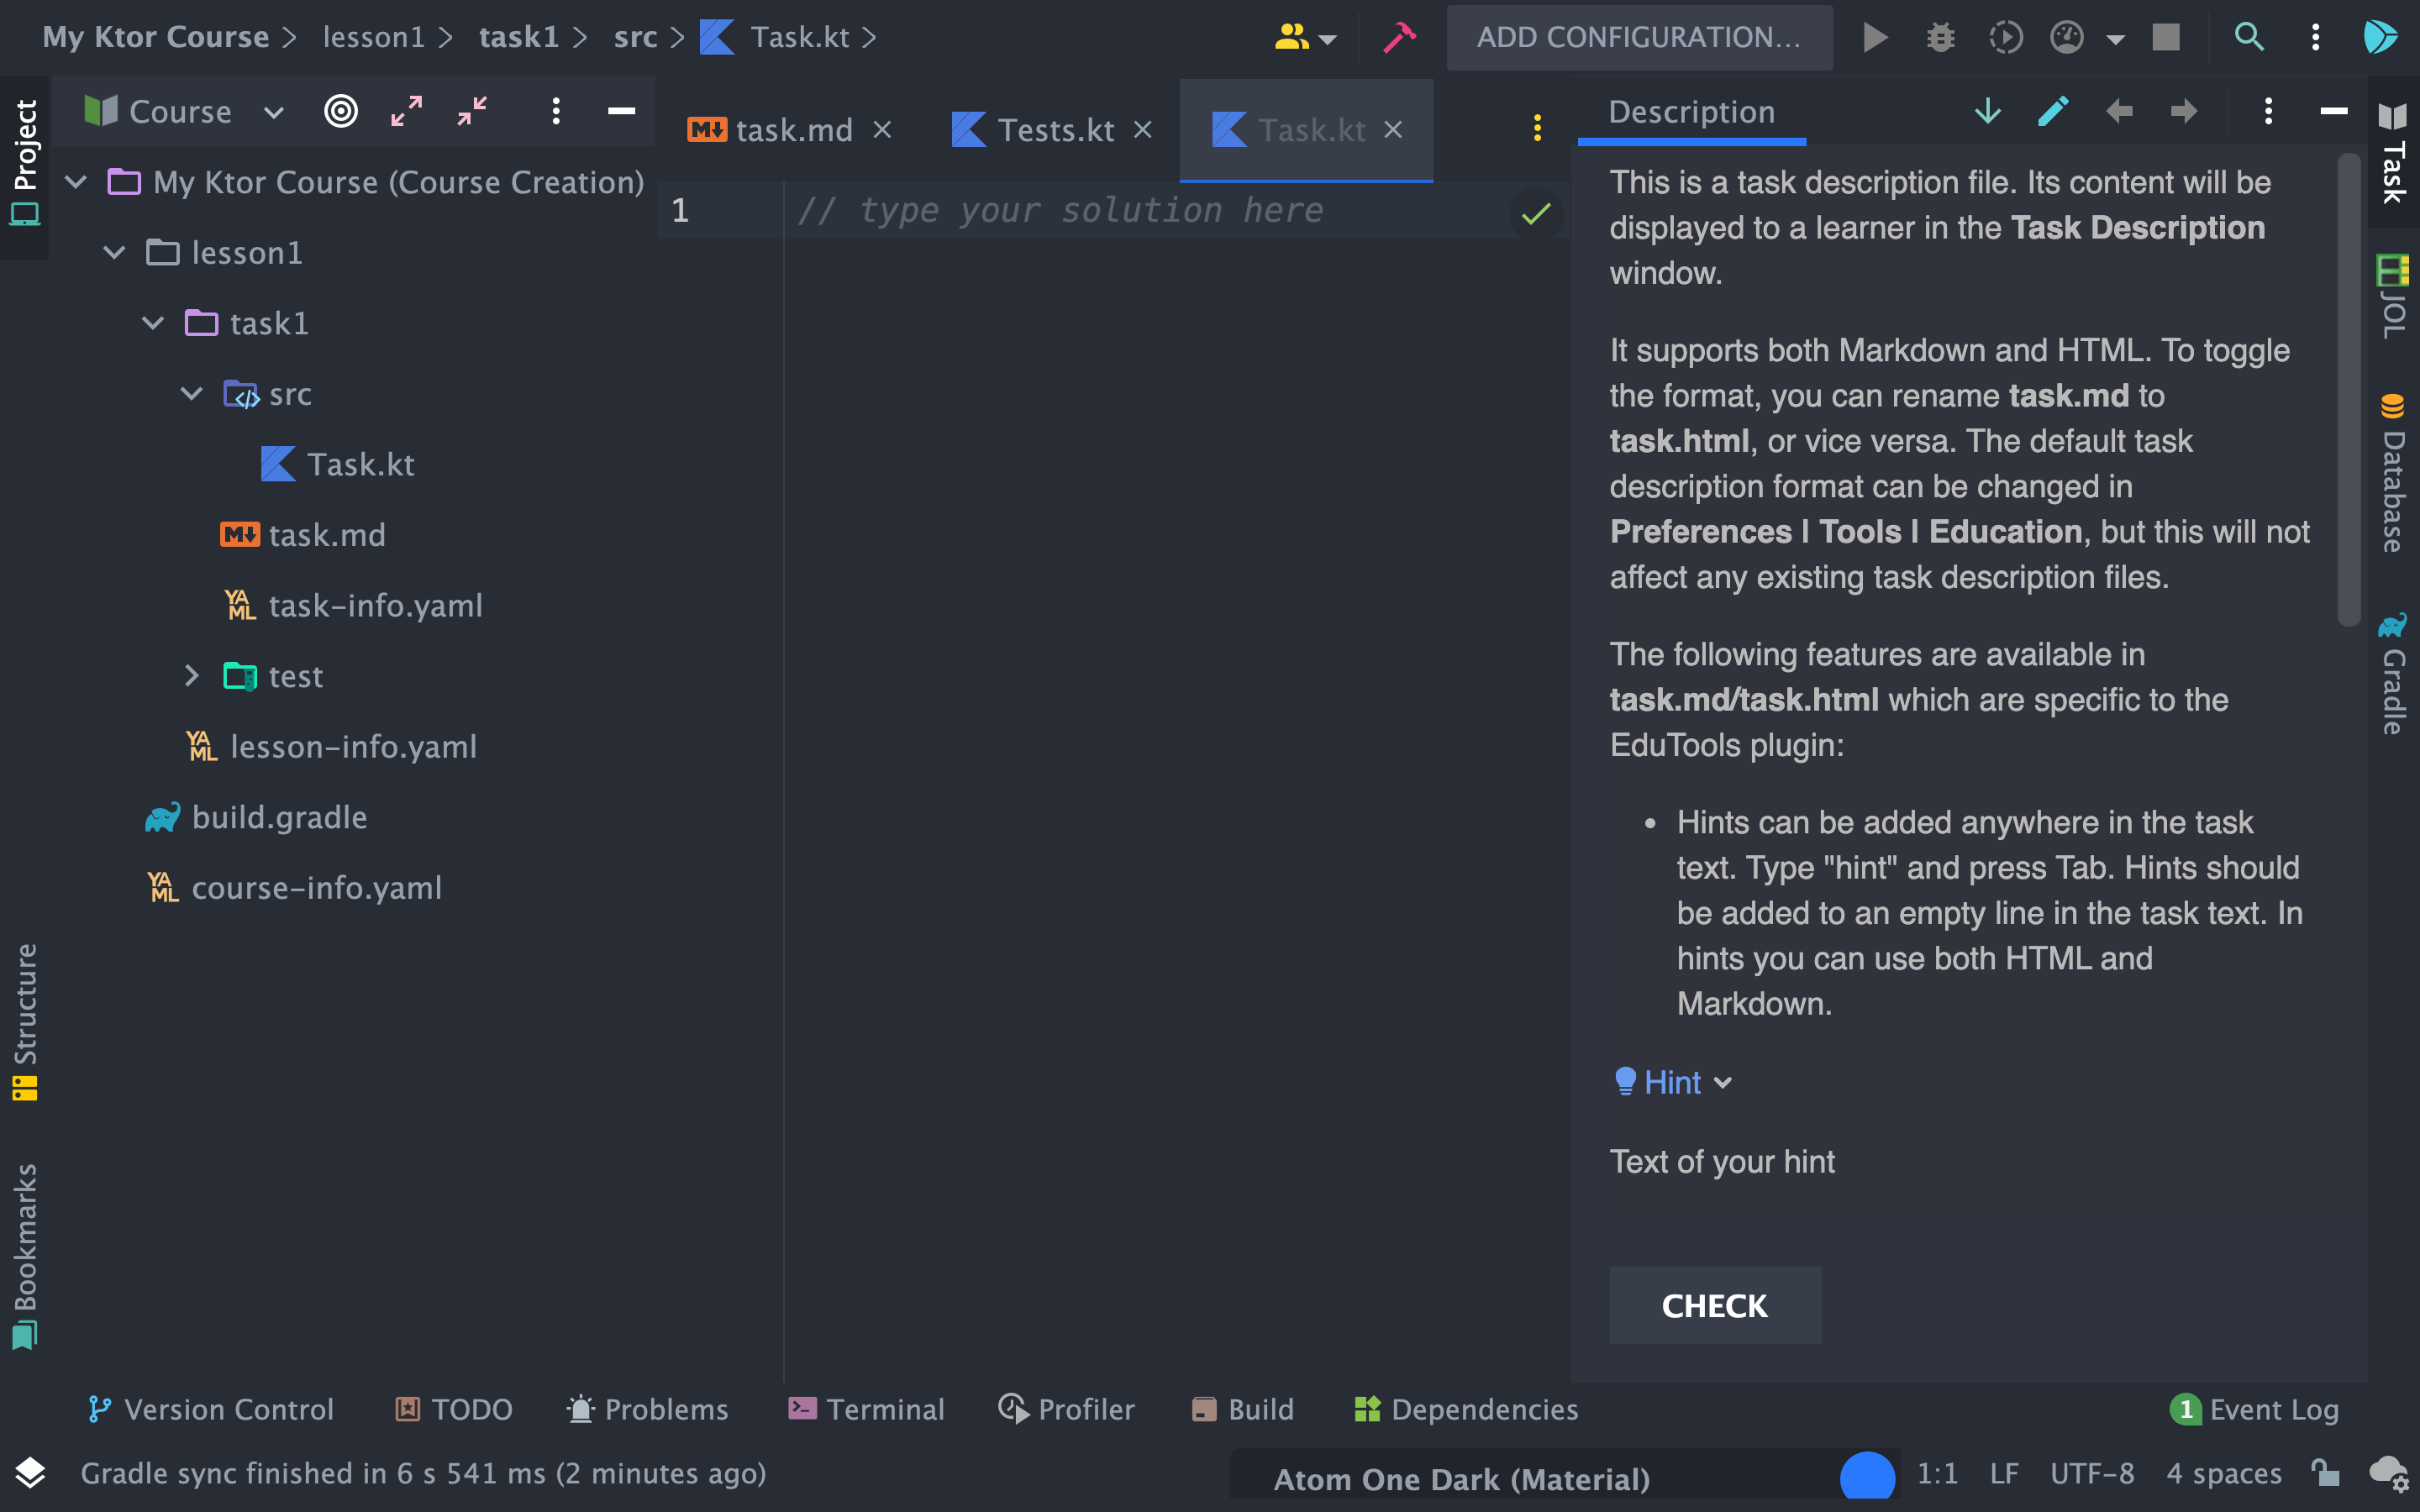 My Ktor Course > lesson1 > task1 > src > Task.kt >
ADD CONFIGURATION...
Project
Course
My Ktor Course (Course Creation)
lesson1
task1
src
Task.kt
task.md
task-info.yaml
test
lesson-info.yaml
build.gradle
course-info.yaml
Structure
Bookmarks
task.md
Tests.kt
Task.kt
1
// type your solution here
Description
This is a task description file. Its content will be
displayed to a learner in the Task Description
window.
It supports both Markdown and HTML. To toggle
the format, you can rename task.md to
task.html, or vice versa. The default task
description format can be changed in
Preferences | Tools | Education, but this will not
affect any existing task description files.
The following features are available in
task.md/task.html which are specific to the
EduTools plugin:
• Hints can be added anywhere in the task
text. Type "hint" and press Tab. Hints should
be added to an empty line in the task text. In
hints you can use both HTML and
Markdown.
Hint
Text of your hint
CHECK
Task
JOL
Database
Gradle
Version Control
TODO
Problems
Terminal
Profiler
Build
Dependencies
1 Event Log
Gradle sync finished in 6 s 541 ms (2 minutes ago)
Atom One Dark (Material)
1:1
LF
UTF-8
4 spaces